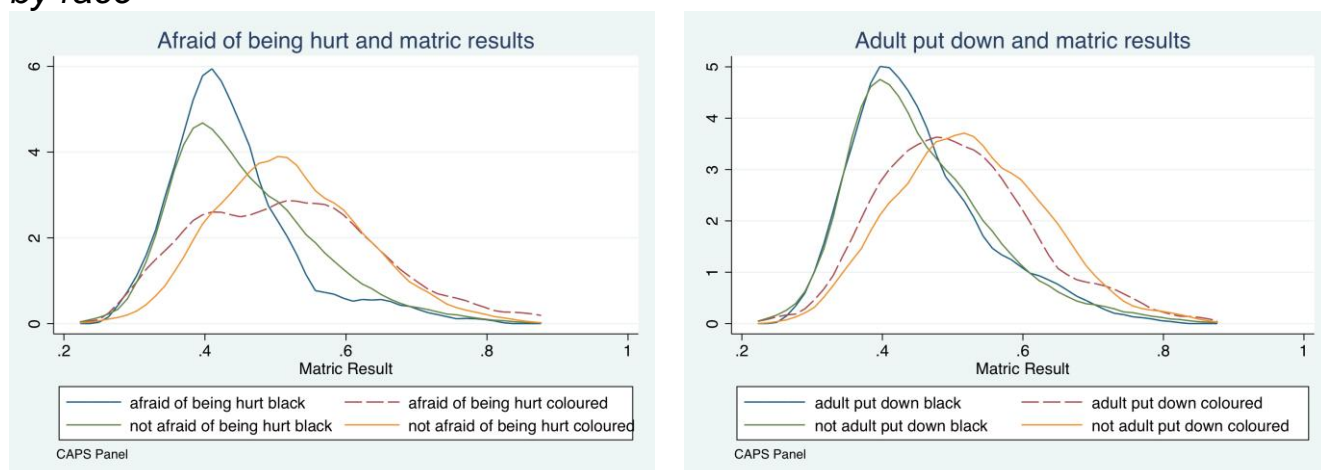 by race
Afraid of being hurt and matric results
6
4
2
0
.2 .4 .6 .8 1
Matric Result
afraid of being hurt black afraid of being hurt coloured
not afraid of being hurt black not afraid of being hurt coloured
CAPS Panel
Adult put down and matric results
5
4
3
2
1
0
.2 .4 .6 .8 1
Matric Result
adult put down black adult put down coloured
not adult put down black not adult put down coloured
CAPS Panel